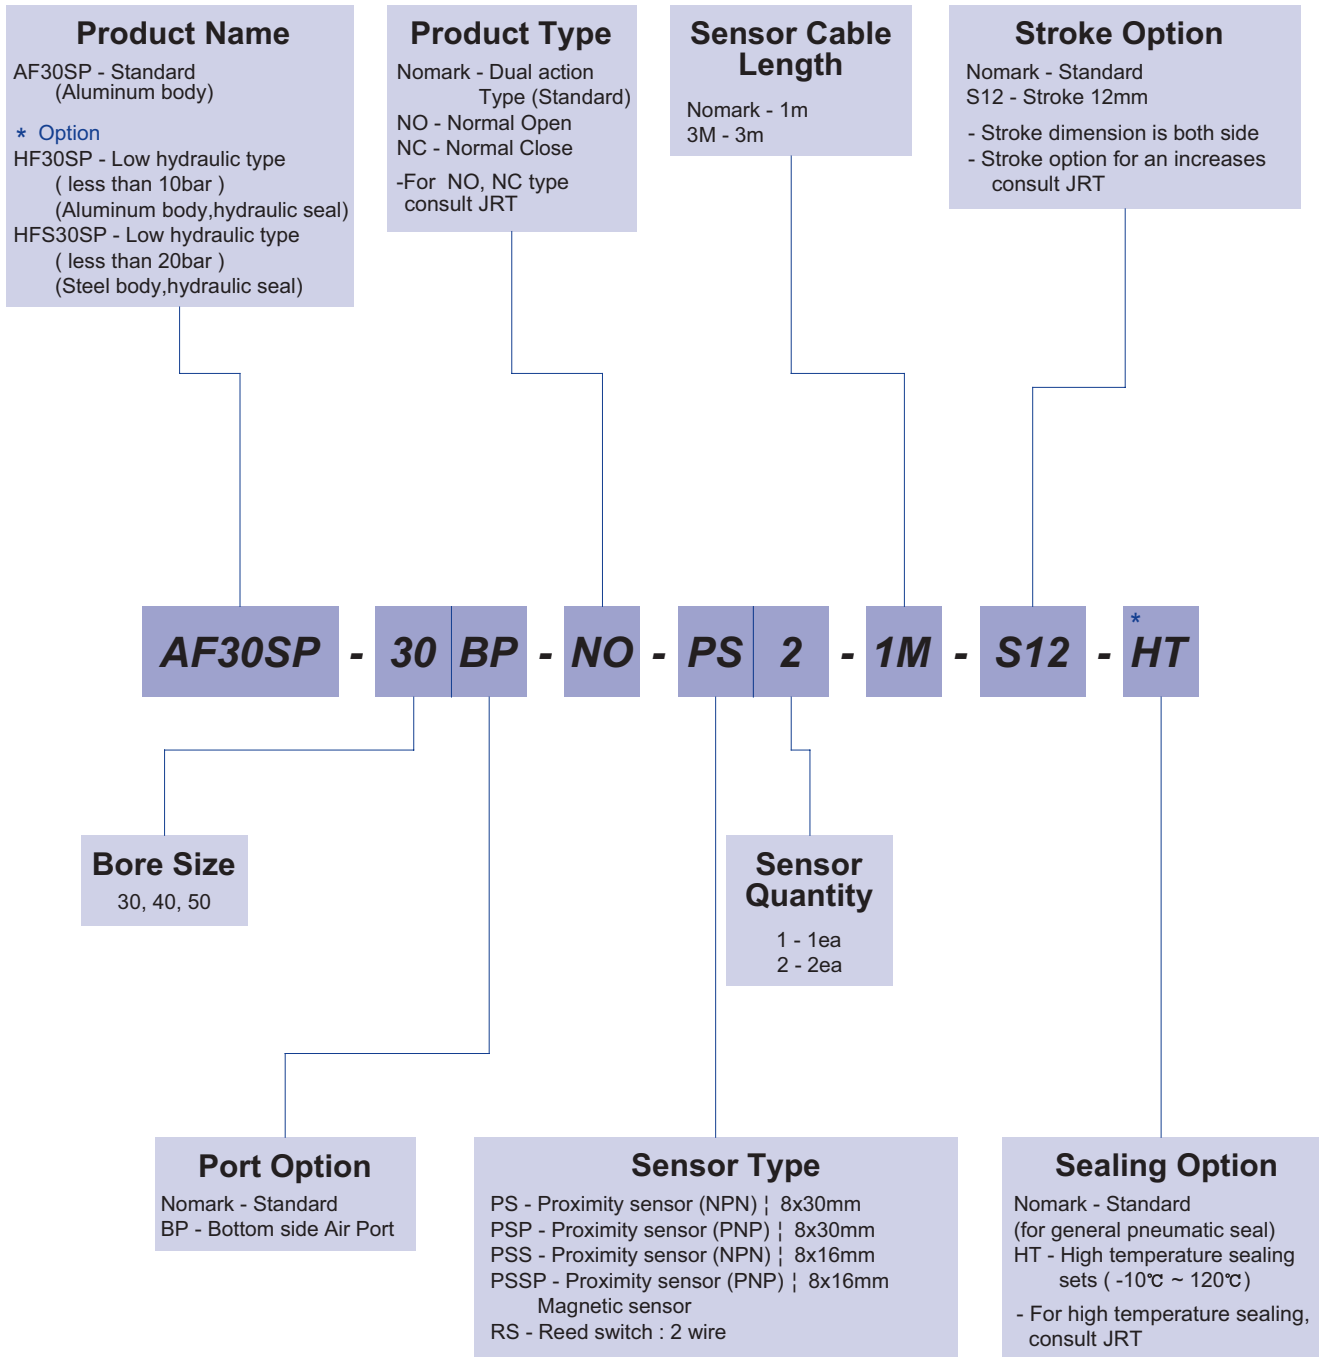 Product Name
AF30SP - Standard
(Aluminum body)
* Option
HF30SP - Low hydraulic type
( less than 10bar )
(Aluminum body,hydraulic seal)
HFS30SP - Low hydraulic type
( less than 20bar )
(Steel body,hydraulic seal)
Product Type
Nomark - Dual action
Type (Standard)
NO - Normal Open
NC - Normal Close
-For NO, NC type
consult JRT
Sensor Cable
Length
Nomark - 1m
3M - 3m
Stroke Option
Nomark - Standard
S12 - Stroke 12mm
- Stroke dimension is both side
- Stroke option for an increases
consult JRT
AF30SP - 30 BP - NO - PS 2 - 1M - S12 - *HT
Bore Size
30, 40, 50
Sensor
Quantity
1 - 1ea
2 - 2ea
Port Option
Nomark - Standard
BP - Bottom side Air Port
Sensor Type
PS - Proximity sensor (NPN) ¦ 8x30mm
PSP - Proximity sensor (PNP) ¦ 8x30mm
PSS - Proximity sensor (NPN) ¦ 8x16mm
PSSP - Proximity sensor (PNP) ¦ 8x16mm
Magnetic sensor
RS - Reed switch : 2 wire
Sealing Option
Nomark - Standard
(for general pneumatic seal)
HT - High temperature sealing
sets ( -10℃ ~ 120℃)
- For high temperature sealing,
consult JRT